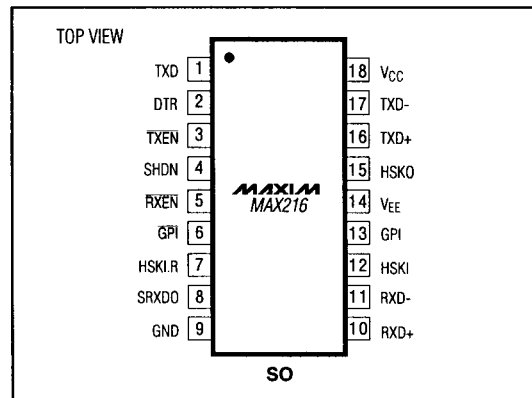 TOP VIEW
TXD 1
DTR 2
TXEN 3
SHDN 4
RXEN 5
GPI 6
HSKI.R 7
SRXDO 8
GND 9
18 VCC
17 TXD-
16 TXD+
15 HSKO
14 VEE
13 GPI
12 HSKI
11 RXD-
10 RXD+
MAXIM
MAX216
SO